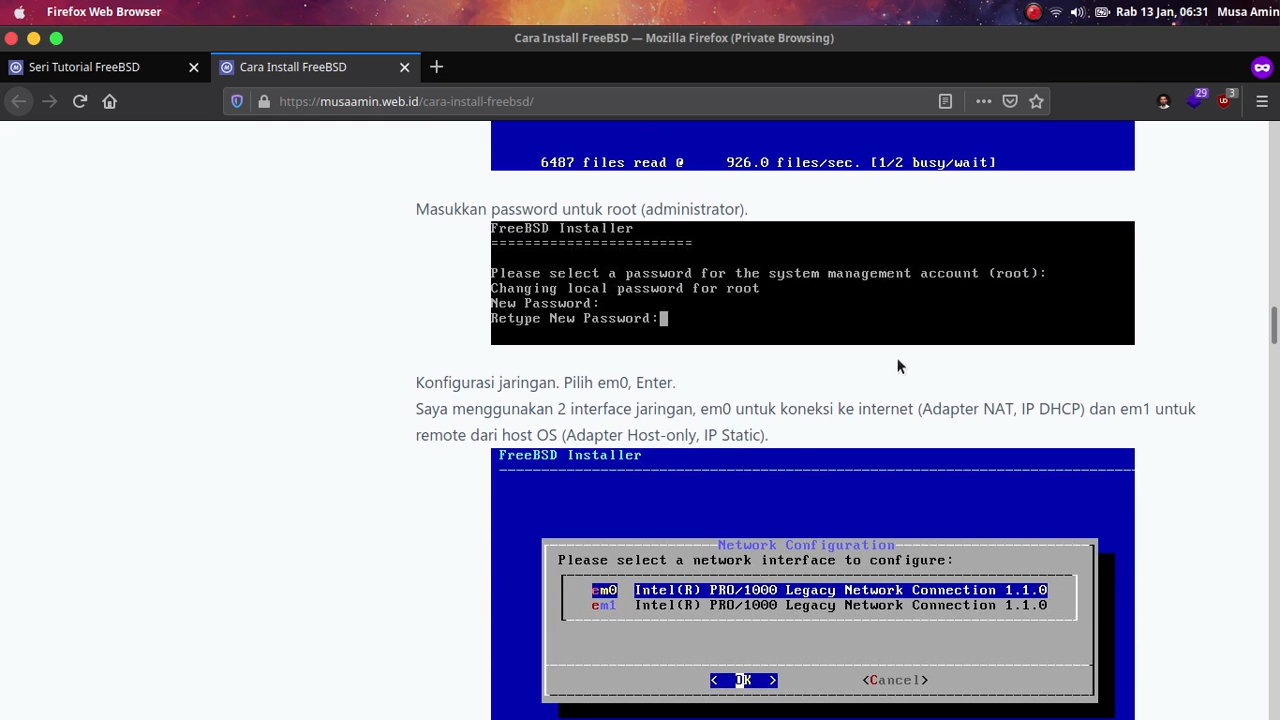 Firefox Web Browser
Rab 13 Jan, 06:31 Musa Amin
Cara Install FreeBSD — Mozilla Firefox (Private Browsing)
Seri Tutorial FreeBSD
Cara Install FreeBSD
https://musaamin.web.id/cara-install-freebsd/
29
3
6487 files read @ 926.0 files/sec. [1/2 busy/wait]
Masukkan password untuk root (administrator).
FreeBSD Installer
========================
Please select a password for the system management account (root):
Changing local password for root
New Password:
Retype New Password:
Konfigurasi jaringan. Pilih em0, Enter.
Saya menggunakan 2 interface jaringan, em0 untuk koneksi ke internet (Adapter NAT, IP DHCP) dan em1 untuk
remote dari host OS (Adapter Host-only, IP Static).
FreeBSD Installer
Network Configuration
Please select a network interface to configure:
em0 Intel(R) PRO/1000 Legacy Network Connection 1.1.0
em1 Intel(R) PRO/1000 Legacy Network Connection 1.1.0
< OK > <Cancel>